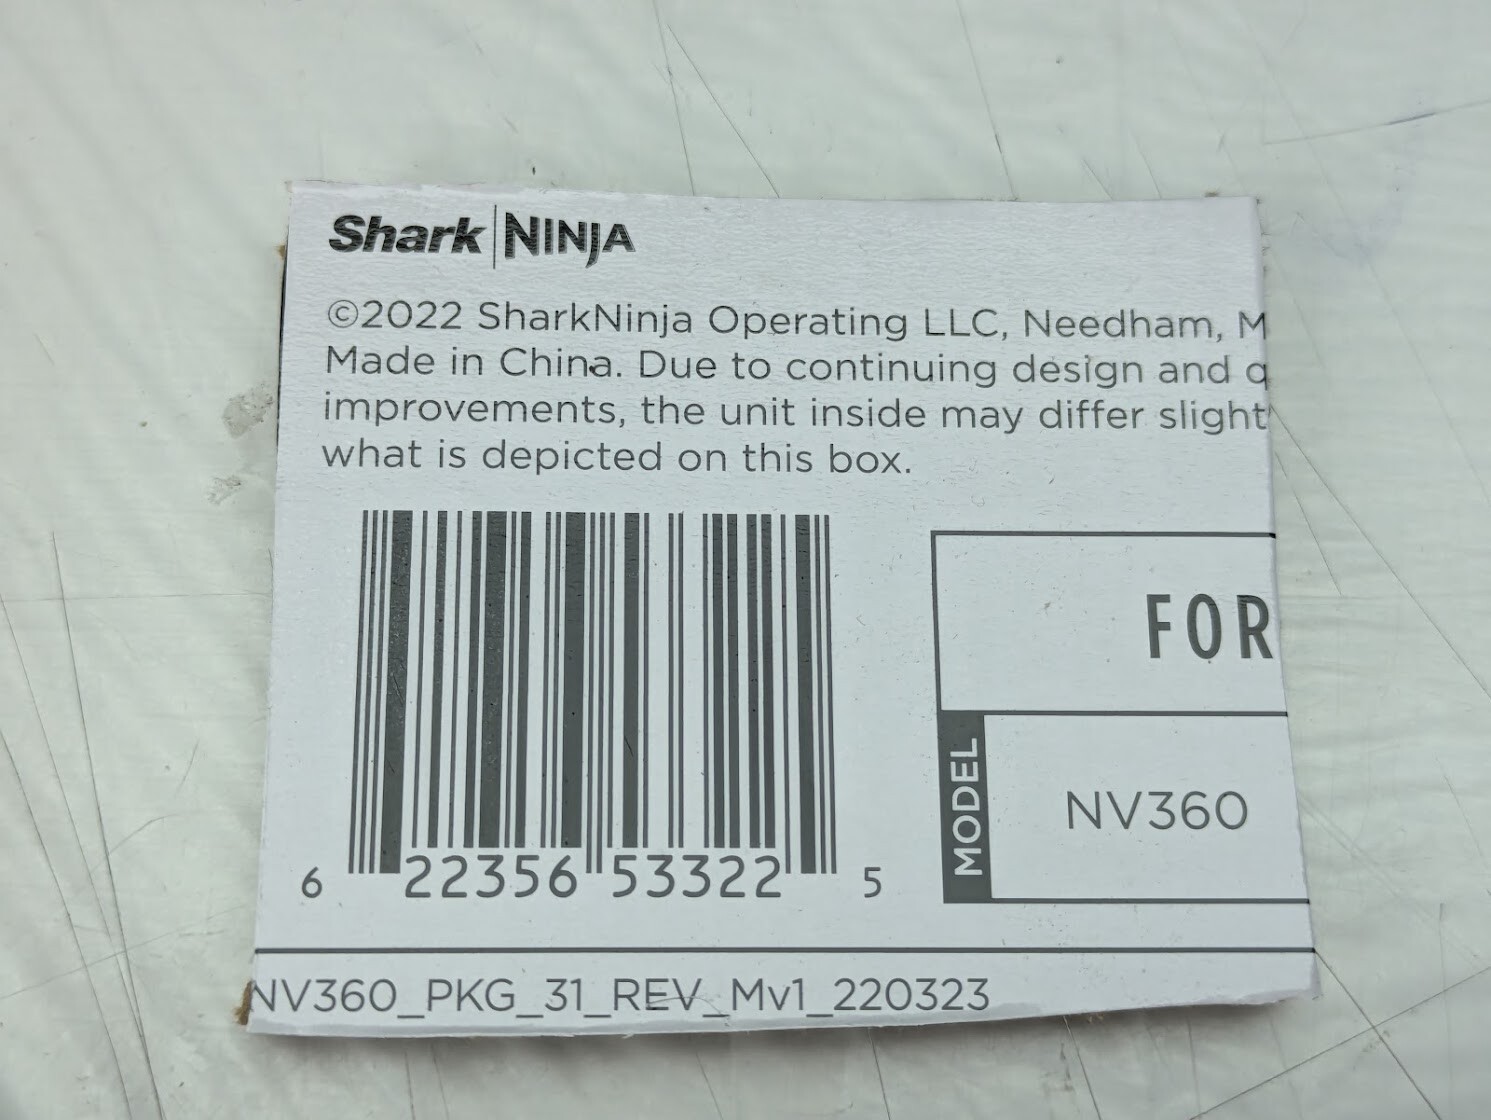 Shark NINJA
©2022 SharkNinja Operating LLC, Needham, M
Made in China. Due to continuing design and q
improvements, the unit inside may differ slight
what is depicted on this box.
FOR
MODEL
NV360
6 22356 53322 5
NV360_PKG_31_REV_Mv1_220323